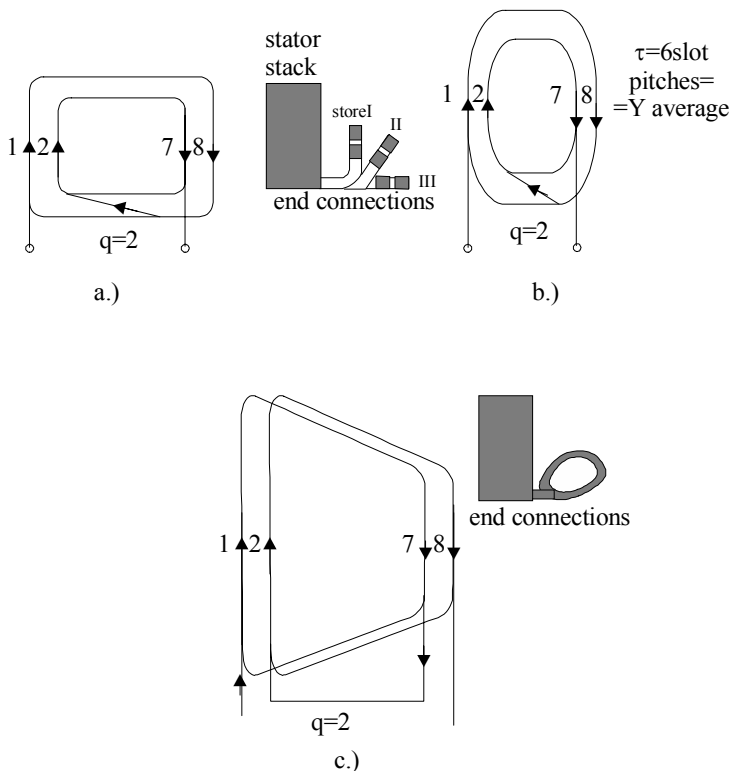 stator
stack
1 2 7 8
q=2
a.)
storeI
II
III
end connections
1 2 7 8
q=2
b.)
τ=6slot
pitches=
=Y average
1 2 7 8
q=2
c.)
end connections